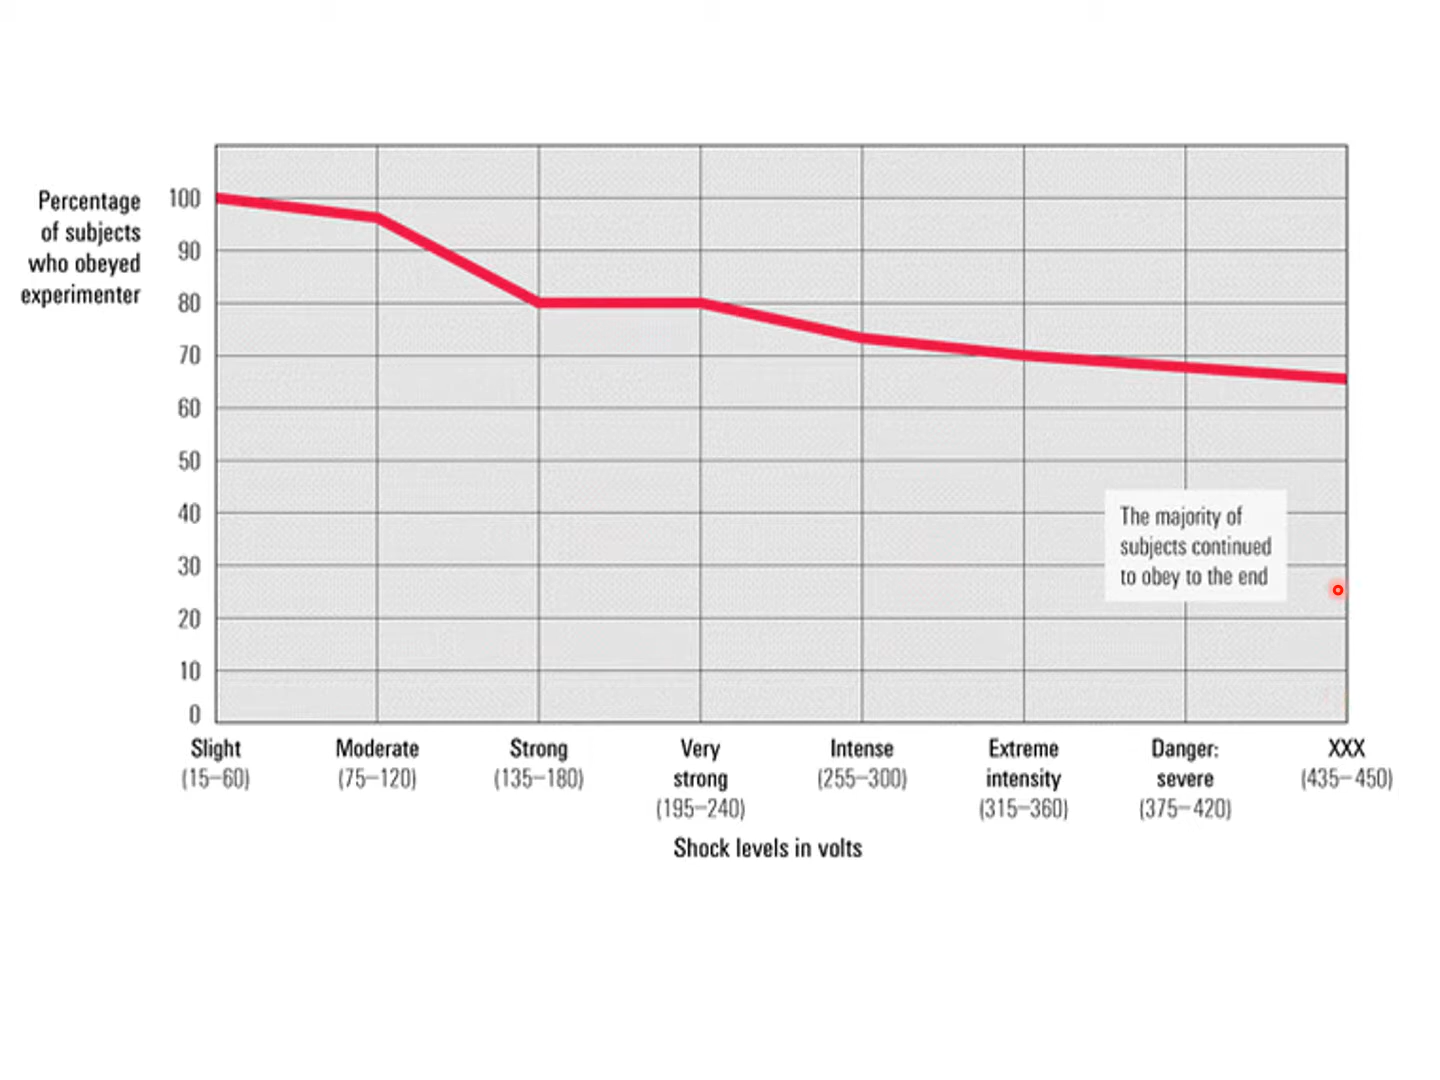 Percentage
of subjects
who obeyed
experimenter
100
90
80
70
60
50
40
30
20
10
0
The majority of
subjects continued
to obey to the end
Slight
(15–60)
Moderate
(75–120)
Strong
(135–180)
Very
strong
(195–240)
Intense
(255–300)
Extreme
intensity
(315–360)
Danger:
severe
(375–420)
XXX
(435–450)
Shock levels in volts